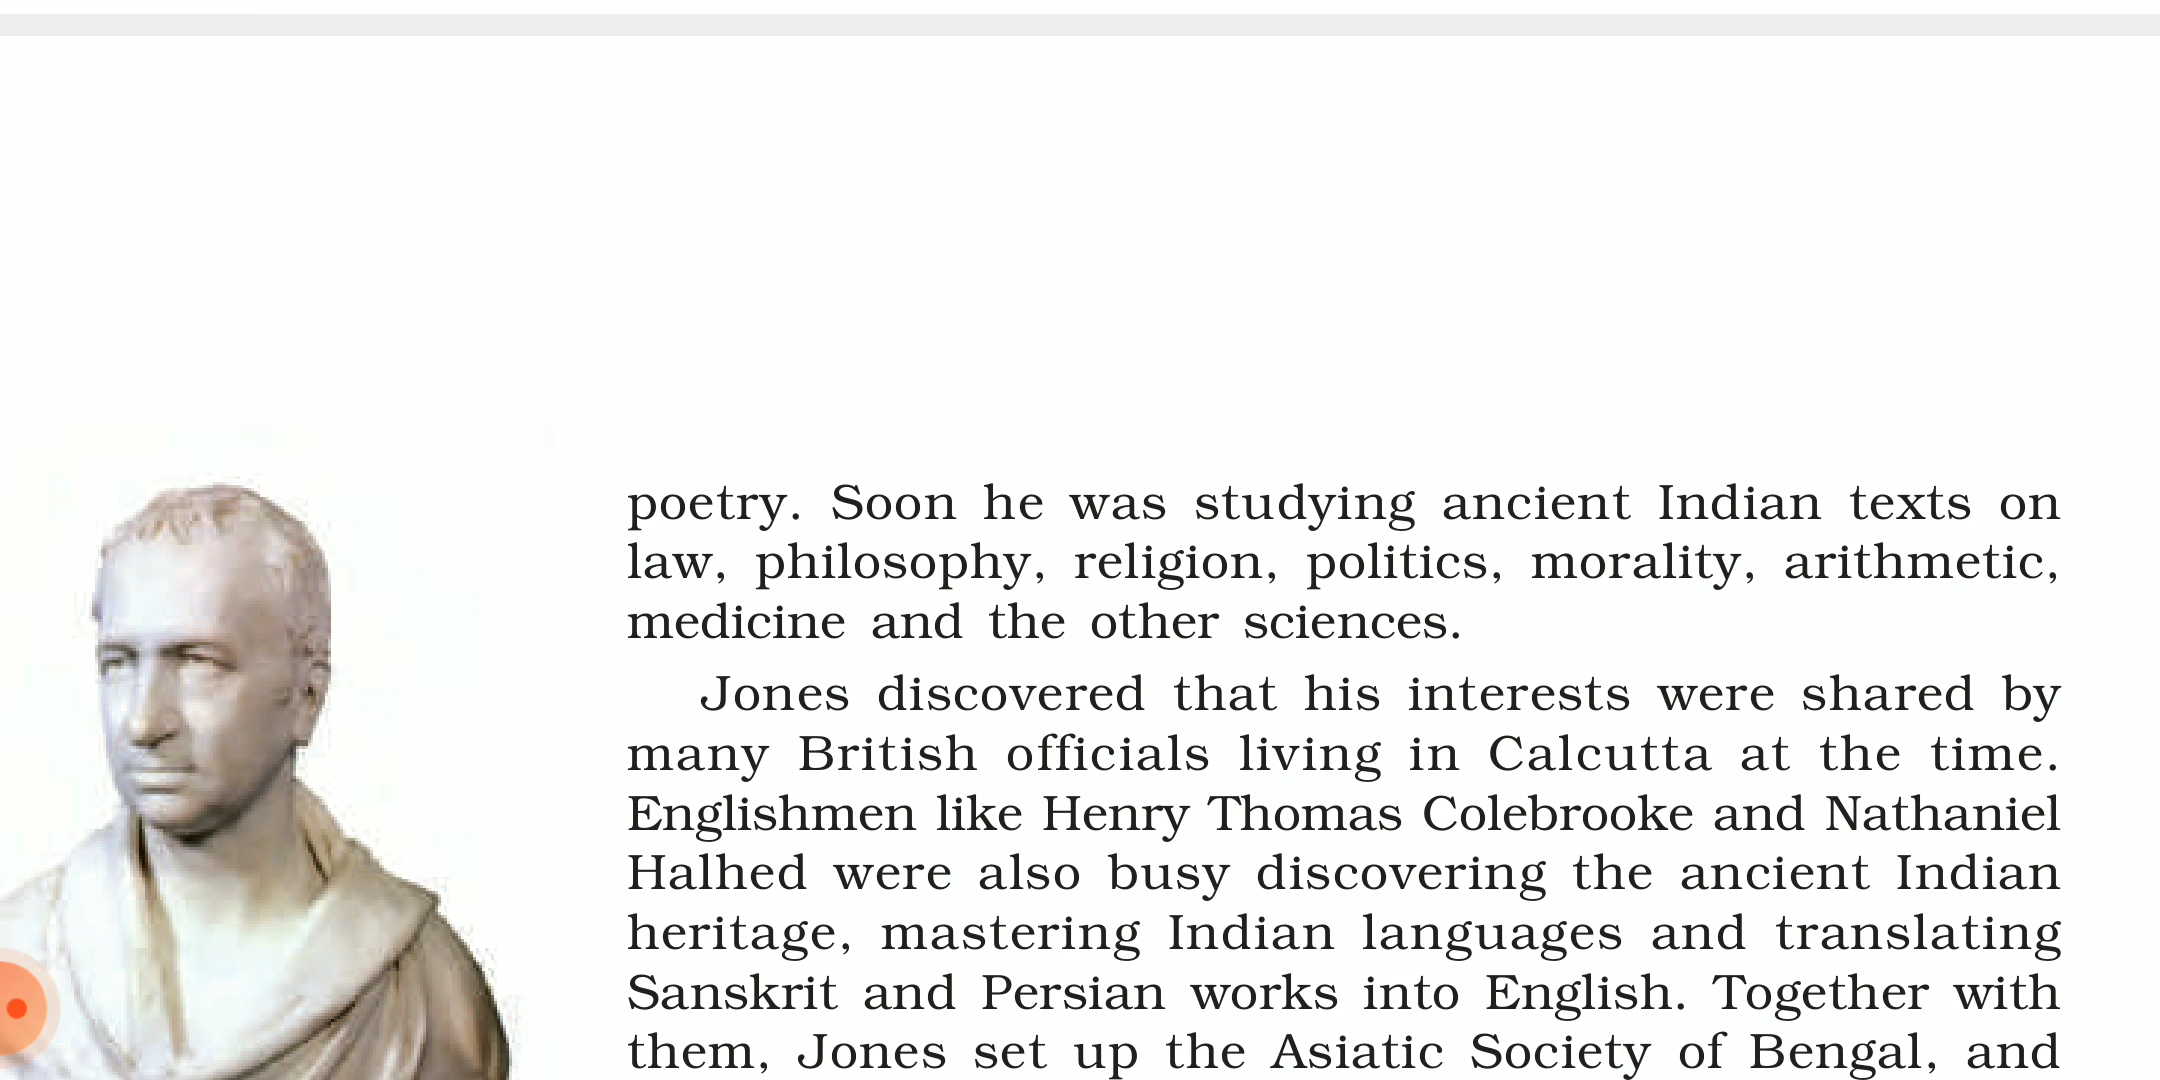 poetry. Soon he was studying ancient Indian texts on
law, philosophy, religion, politics, morality, arithmetic,
medicine and the other sciences.
Jones discovered that his interests were shared by
many British officials living in Calcutta at the time.
Englishmen like Henry Thomas Colebrooke and Nathaniel
Halhed were also busy discovering the ancient Indian
heritage, mastering Indian languages and translating
Sanskrit and Persian works into English. Together with
them, Jones set up the Asiatic Society of Bengal, and